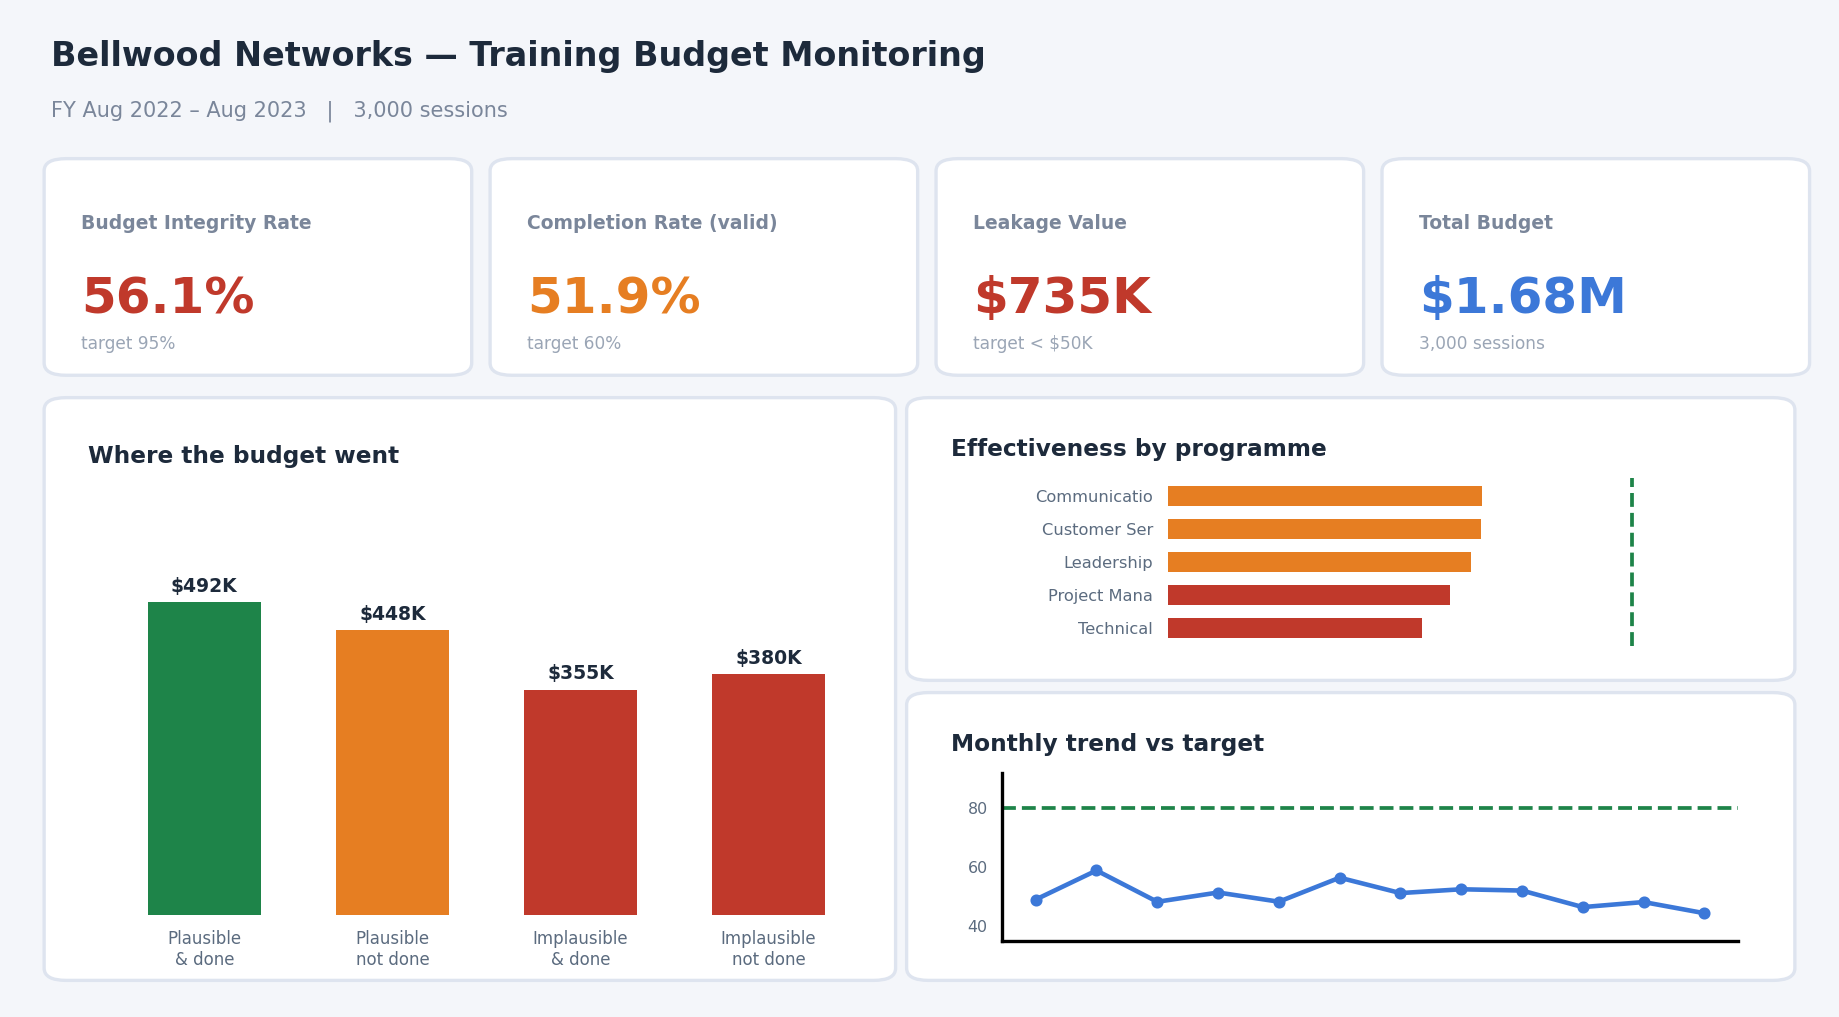 Bellwood Networks — Training Budget Monitoring
FY Aug 2022 – Aug 2023 | 3,000 sessions
Budget Integrity Rate
56.1%
target 95%
Completion Rate (valid)
51.9%
target 60%
Leakage Value
$735K
target < $50K
Total Budget
$1.68M
3,000 sessions
Where the budget went
$492K
$448K
$355K
$380K
Plausible
& done
Plausible
not done
Implausible
& done
Implausible
not done
Effectiveness by programme
Communicatio
Customer Ser
Leadership
Project Mana
Technical
Monthly trend vs target
80
60
40